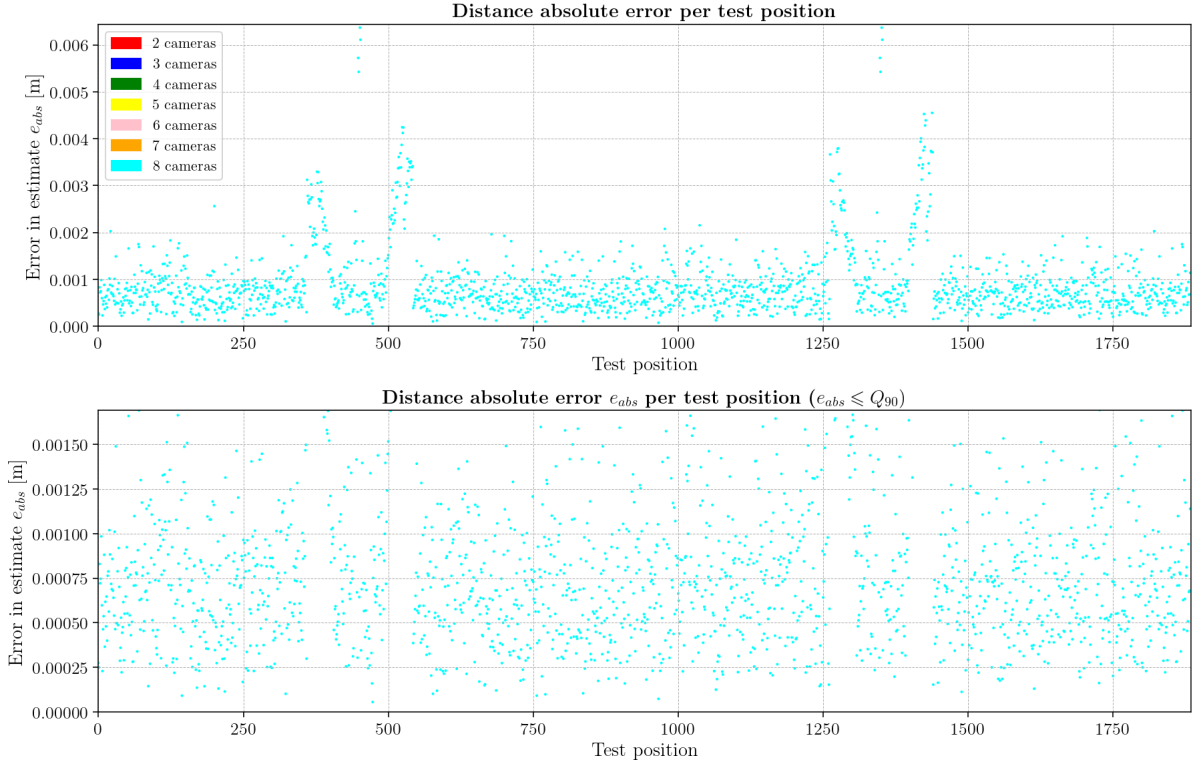 Distance absolute error per test position
Error in estimate e_abs [m]
0.006
0.005
0.004
0.003
0.002
0.001
0.000
2 cameras
3 cameras
4 cameras
5 cameras
6 cameras
7 cameras
8 cameras
0 250 500 750 1000 1250 1500 1750
Test position
Distance absolute error e_abs per test position (e_abs ⩽ Q_90)
Error in estimate e_abs [m]
0.00150
0.00125
0.00100
0.00075
0.00050
0.00025
0.00000
0 250 500 750 1000 1250 1500 1750
Test position